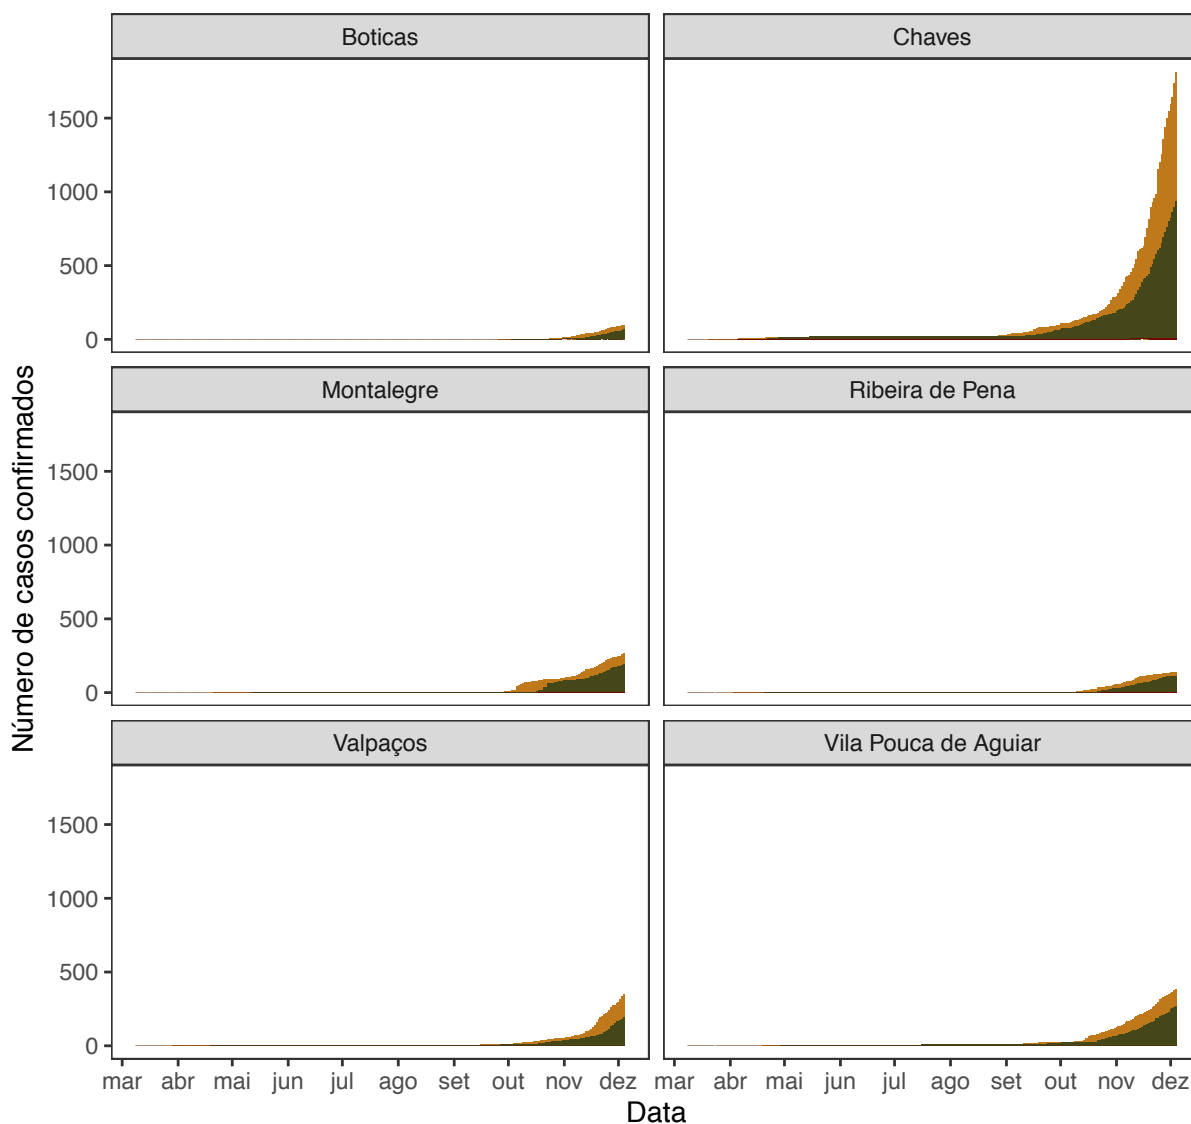 Boticas
Chaves
1500
1000
500
0
Montalegre
Ribeira de Pena
1500
1000
500
0
Valpaços
Vila Pouca de Aguiar
1500
1000
500
0
mar abr mai jun jul ago set out nov dez
mar abr mai jun jul ago set out nov dez
Data
Número de casos confirmados